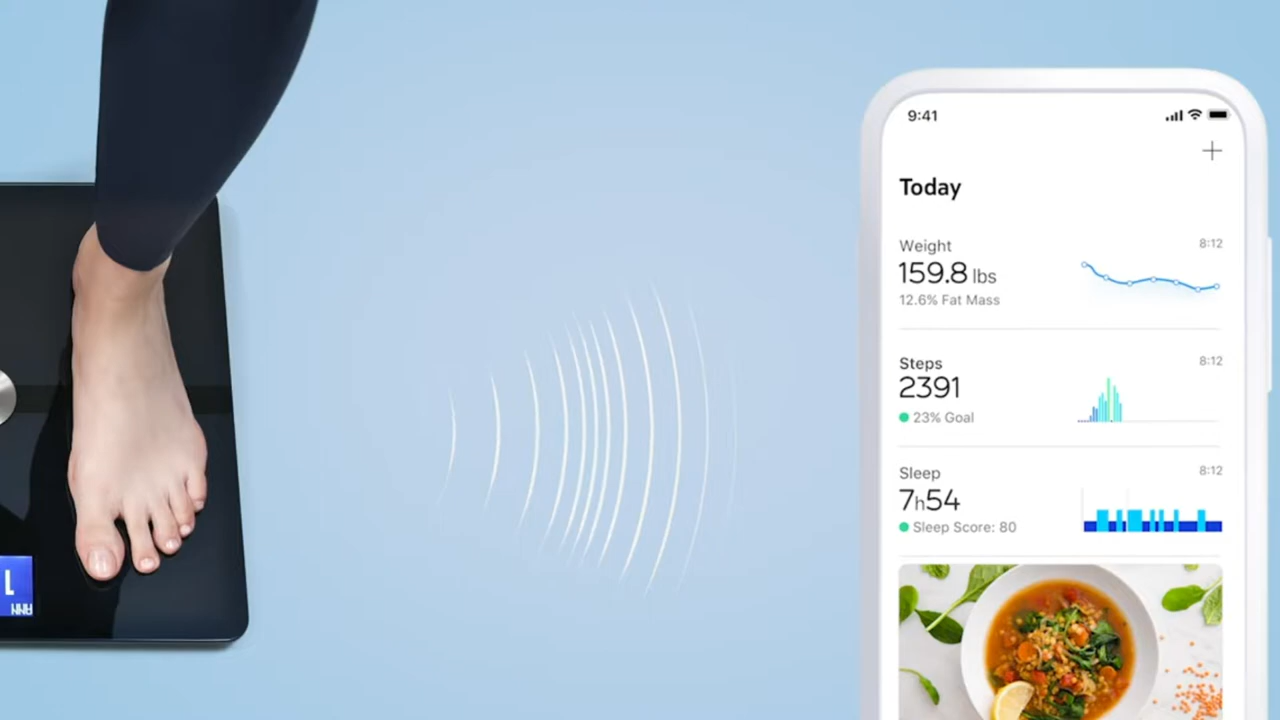 9:41
Today
Weight
8:12
159.8 lbs
12.6% Fat Mass
Steps
8:12
2391
23% Goal
Sleep
8:12
7h54
Sleep Score: 80